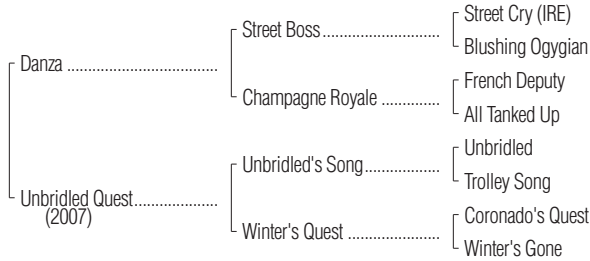 Street Cry (IRE)
Street Boss
Blushing Ogygian
Danza
French Deputy
Champagne Royale
All Tanked Up
Unbridled
Unbridled's Song
Trolley Song
Unbridled Quest
(2007)
Coronado's Quest
Winter's Quest
Winter's Gone